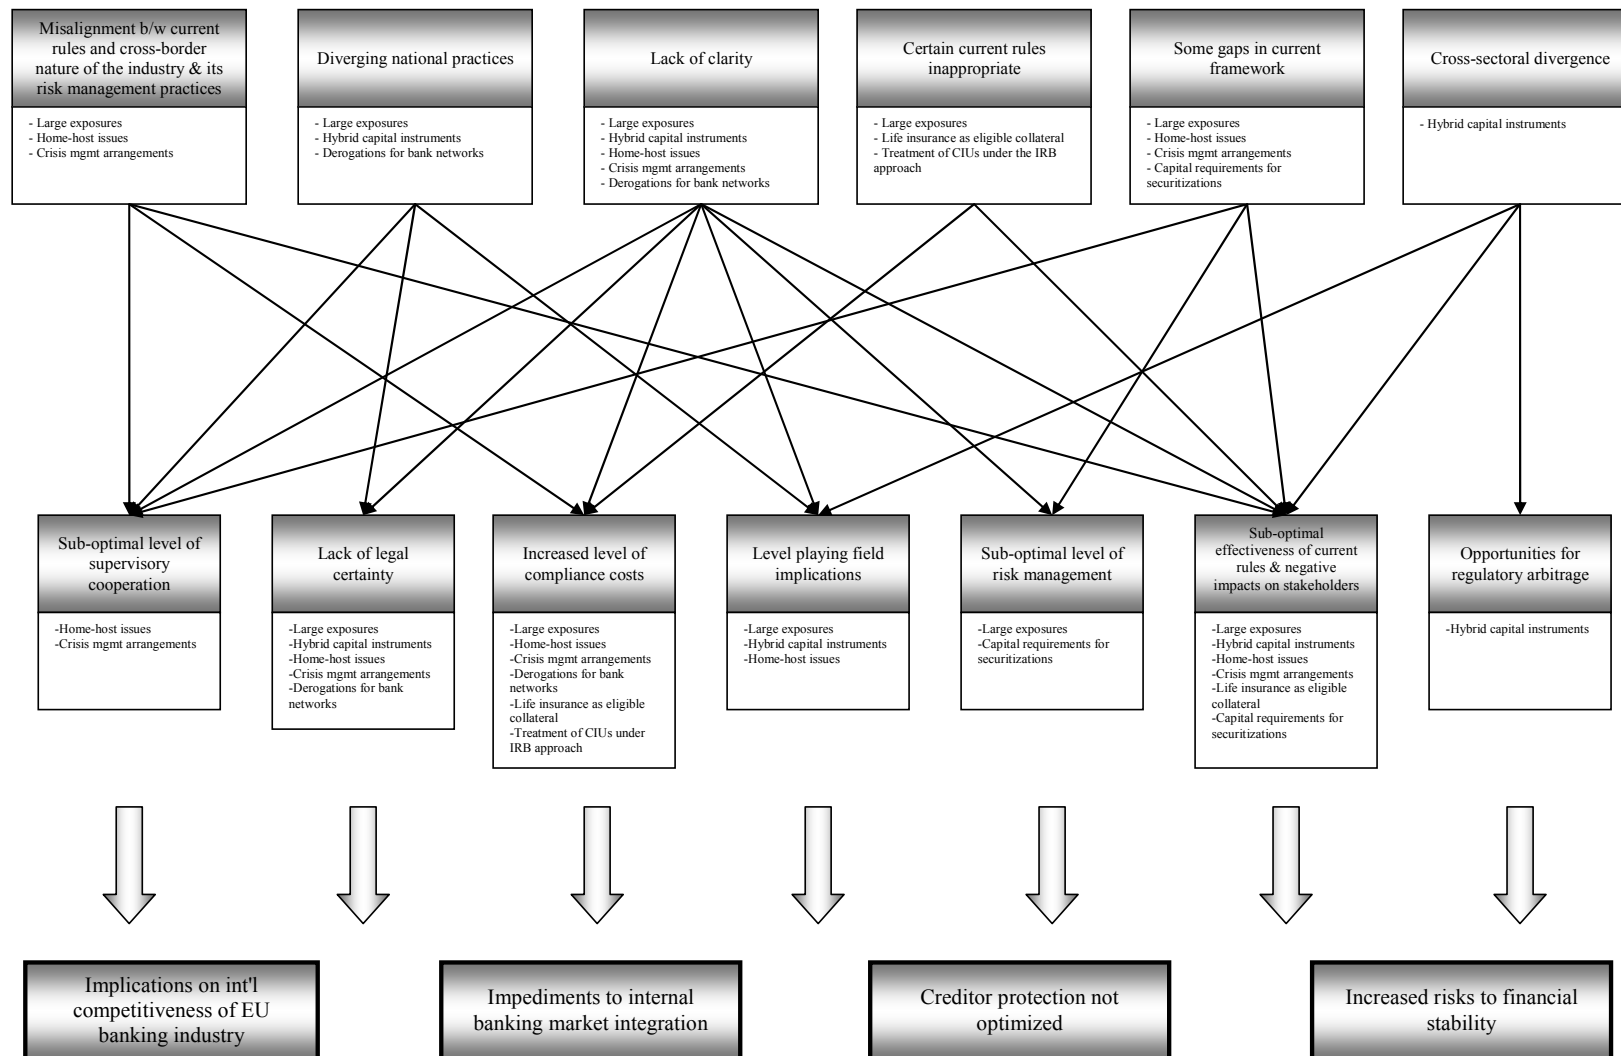 Misalignment b/w current
rules and cross-border
nature of the industry & its
risk management practices
- Large exposures
- Home-host issues
- Crisis mgmt arrangements
Diverging national practices
- Large exposures
- Hybrid capital instruments
- Derogations for bank networks
Lack of clarity
- Large exposures
- Hybrid capital instruments
- Home-host issues
- Crisis mgmt arrangements
- Derogations for bank networks
Certain current rules
inappropriate
- Large exposures
- Life insurance as eligible collateral
- Treatment of CIUs under the IRB
approach
Some gaps in current
framework
- Large exposures
- Home-host issues
- Crisis mgmt arrangements
- Capital requirements for
securitizations
Cross-sectoral divergence
- Hybrid capital instruments
Sub-optimal level of
supervisory
cooperation
-Home-host issues
-Crisis mgmt arrangements
Lack of legal
certainty
-Large exposures
-Hybrid capital instruments
-Home-host issues
-Crisis mgmt arrangements
-Derogations for bank
networks
Increased level of
compliance costs
-Large exposures
-Home-host issues
-Crisis mgmt arrangements
-Derogations for bank
networks
-Life insurance as eligible
collateral
-Treatment of CIUs under
IRB approach
Level playing field
implications
-Large exposures
-Hybrid capital instruments
-Home-host issues
Sub-optimal level of
risk management
-Large exposures
-Capital requirements for
securitizations
Sub-optimal
effectiveness of current
rules & negative
impacts on stakeholders
-Large exposures
-Hybrid capital instruments
-Home-host issues
-Crisis mgmt arrangements
-Life insurance as eligible
collateral
-Capital requirements for
securitizations
Opportunities for
regulatory arbitrage
-Hybrid capital instruments
Implications on int'l
competitiveness of EU
banking industry
Impediments to internal
banking market integration
Creditor protection not
optimized
Increased risks to financial
stability